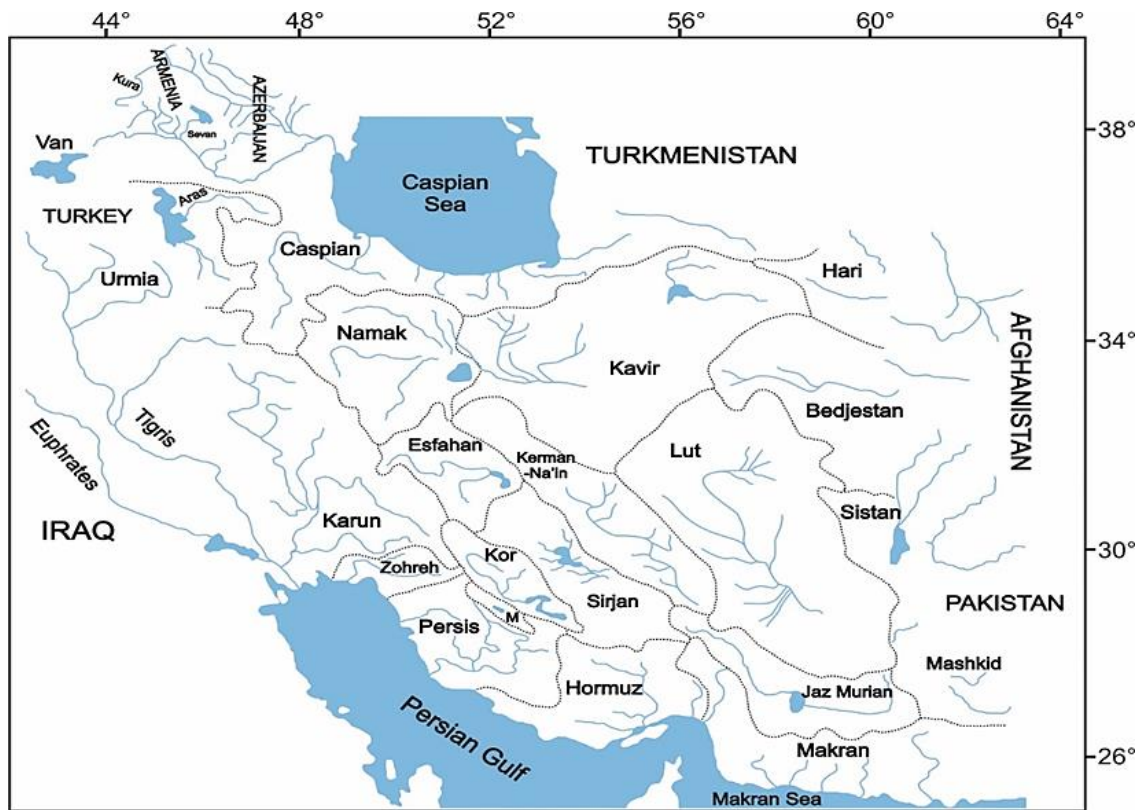 44° 48° 52° 56° 60° 64°
38°
34°
30°
26°
Kura
ARMENIA
AZERBAIJAN
Sevan
Van
TURKMENISTAN
Caspian
Sea
Aras
TURKEY
Caspian
Hari
Urmia
Namak
AFGHANISTAN
Kavir
Bedjestan
Tigris
Euphrates
Esfahan
Kerman
-Na'in
Lut
Sistan
IRAQ
Karun
Kor
Zohreh
Sirjan
PAKISTAN
M
Persis
Mashkid
Hormuz
Jaz Murian
Persian Gulf
Makran
Makran Sea